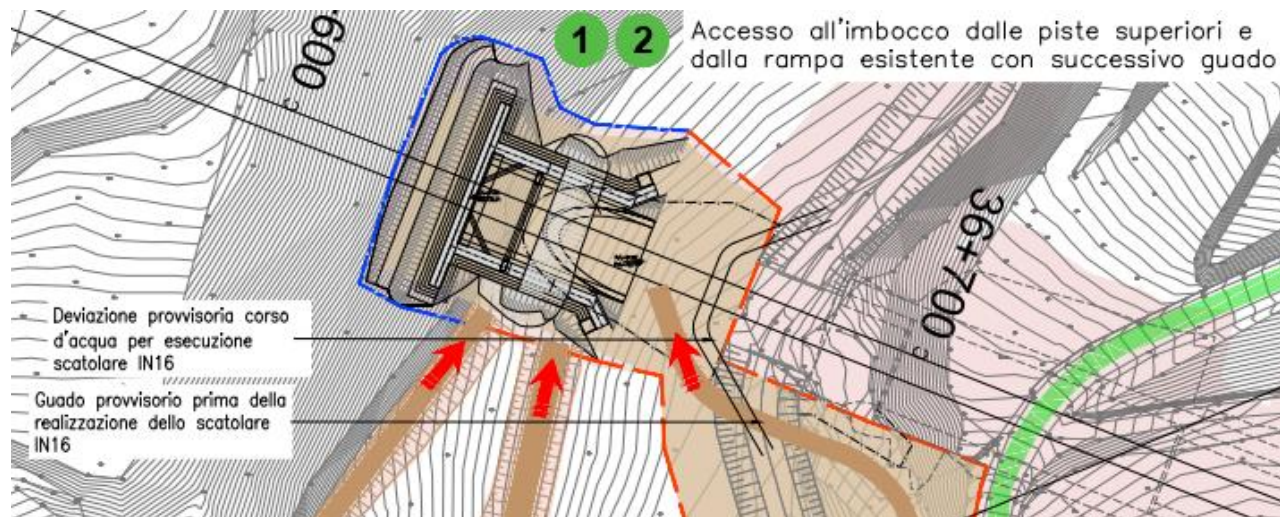 1 2
Accesso all'imbocco dalle piste superiori e
dalla rampa esistente con successivo guado
600
36+700
Deviazione provvisoria corso
d'acqua per esecuzione
scatolare IN16
Guado provvisorio prima della
realizzazione dello scatolare
IN16